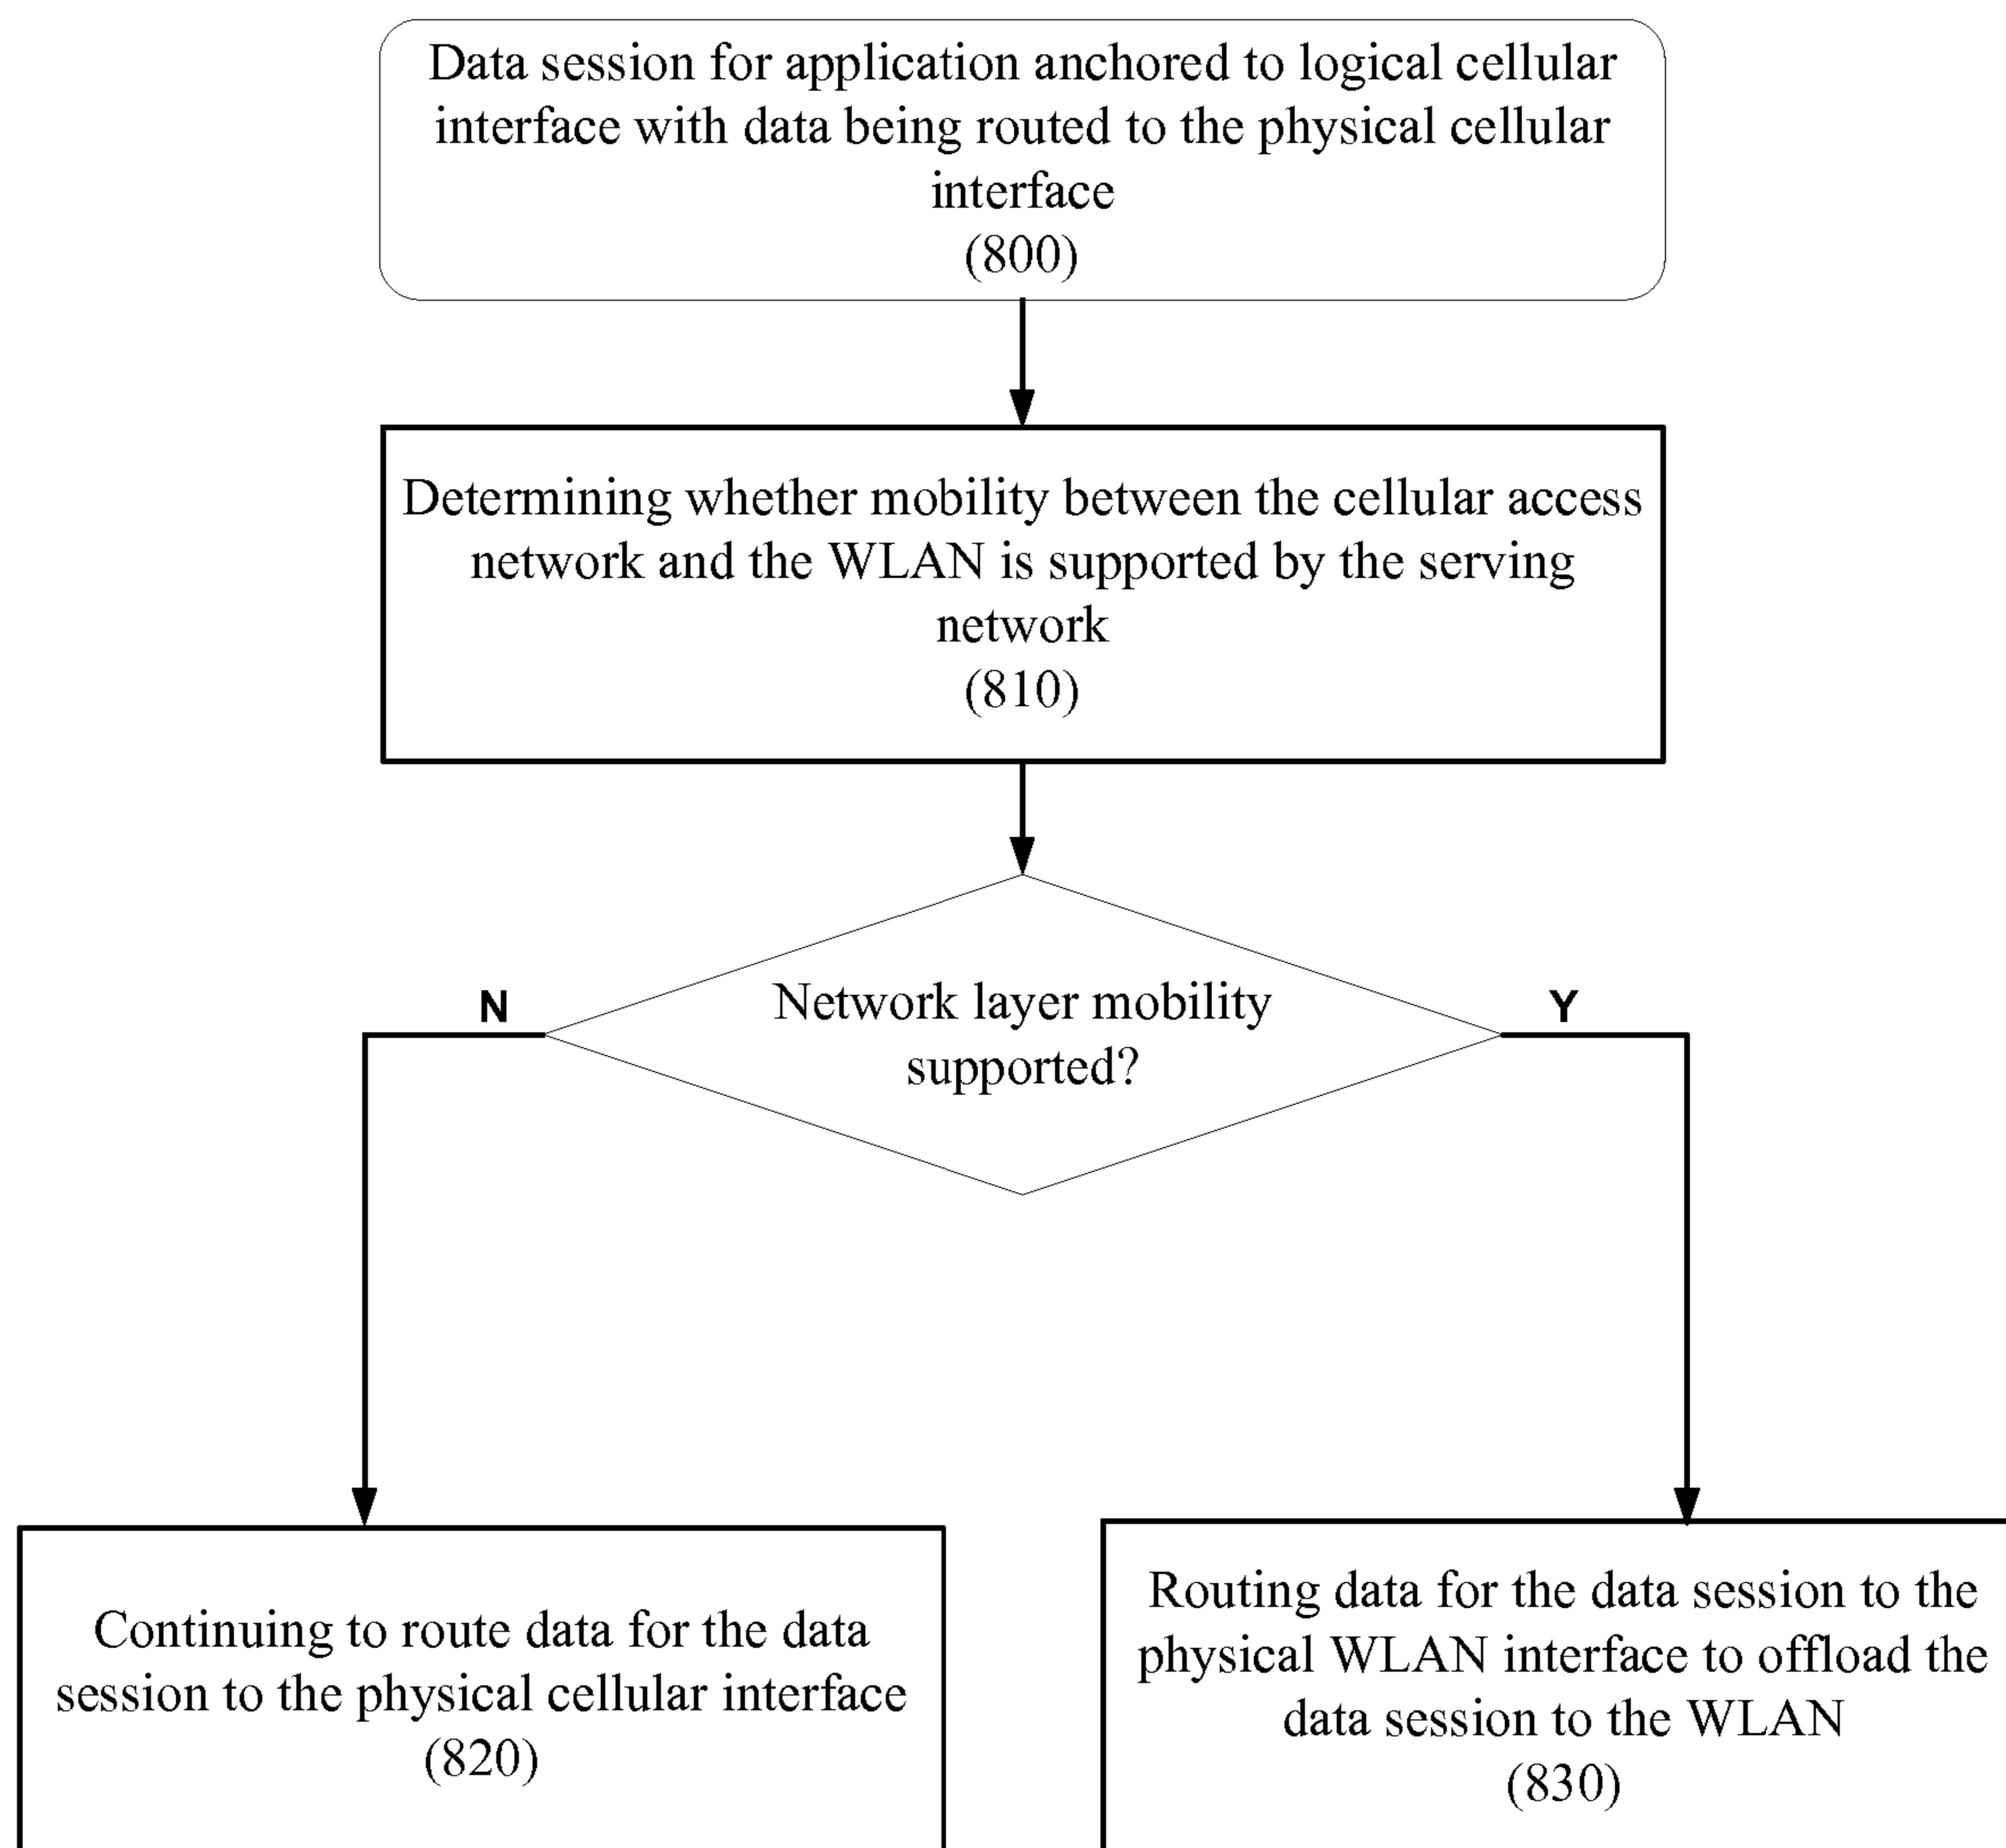 Data session for application anchored to logical cellular
interface with data being routed to the physical cellular
interface
(800)
Determining whether mobility between the cellular access
network and the WLAN is supported by the serving
network
(810)
Network layer mobility
supported?
N
Y
Continuing to route data for the data
session to the physical cellular interface
(820)
Routing data for the data session to the
physical WLAN interface to offload the
data session to the WLAN
(830)